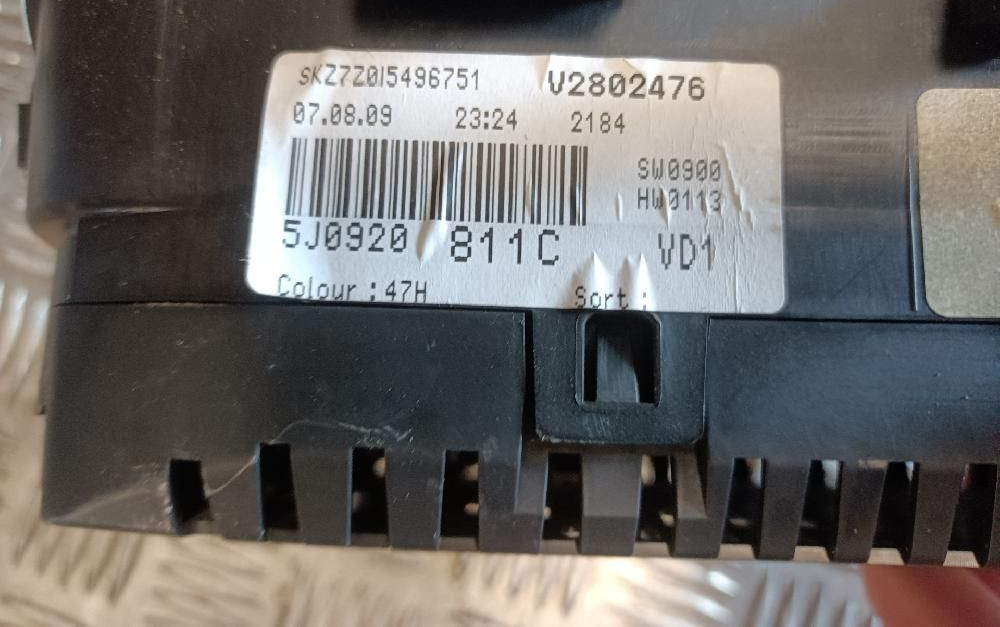 SKZ7Z0I5496751 V2802476
07.08.09 23:24 2184
SW0900
HW0113
5J0920 811C VD1
Colour : 47H Sort :